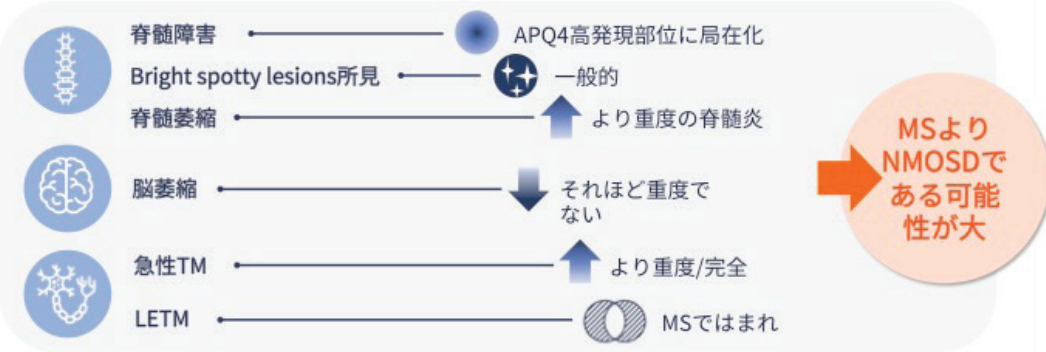 脊髄障害 APQ4高発現部位に局在化
Bright spotty lesions所見 一般的
脊髄萎縮 より重度の脊髄炎
脳萎縮 それほど重度で
ない
急性TM より重度/完全
LETM MSではまれ
MSより
NMOSDで
ある可能
性が大